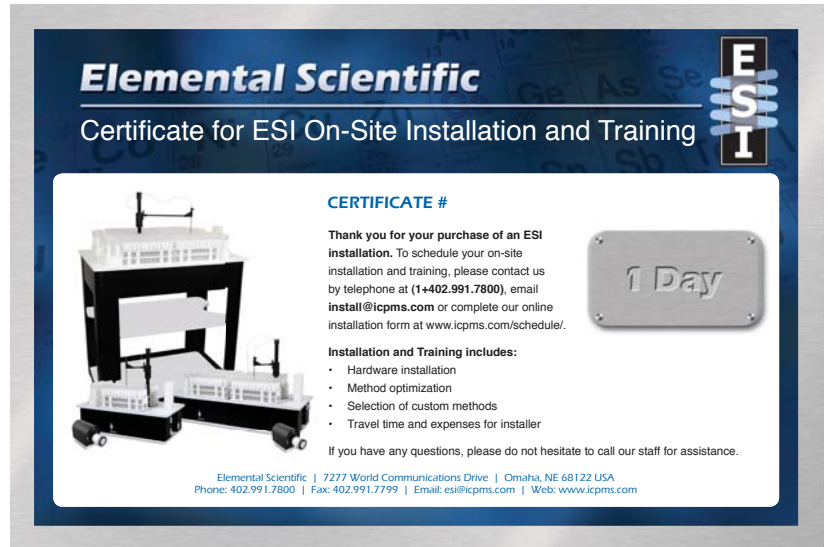 Elemental Scientific
ESI
Certificate for ESI On-Site Installation and Training
CERTIFICATE #
Thank you for your purchase of an ESI
installation. To schedule your on-site
installation and training, please contact us
by telephone at (1+402.991.7800), email
install@icpms.com or complete our online
installation form at www.icpms.com/schedule/.
1 Day
Installation and Training includes:
• Hardware installation
• Method optimization
• Selection of custom methods
• Travel time and expenses for installer
If you have any questions, please do not hesitate to call our staff for assistance.
Elemental Scientific | 7277 World Communications Drive | Omaha, NE 68122 USA
Phone: 402.991.7800 | Fax: 402.991.7799 | Email: esi@icpms.com | Web: www.icpms.com